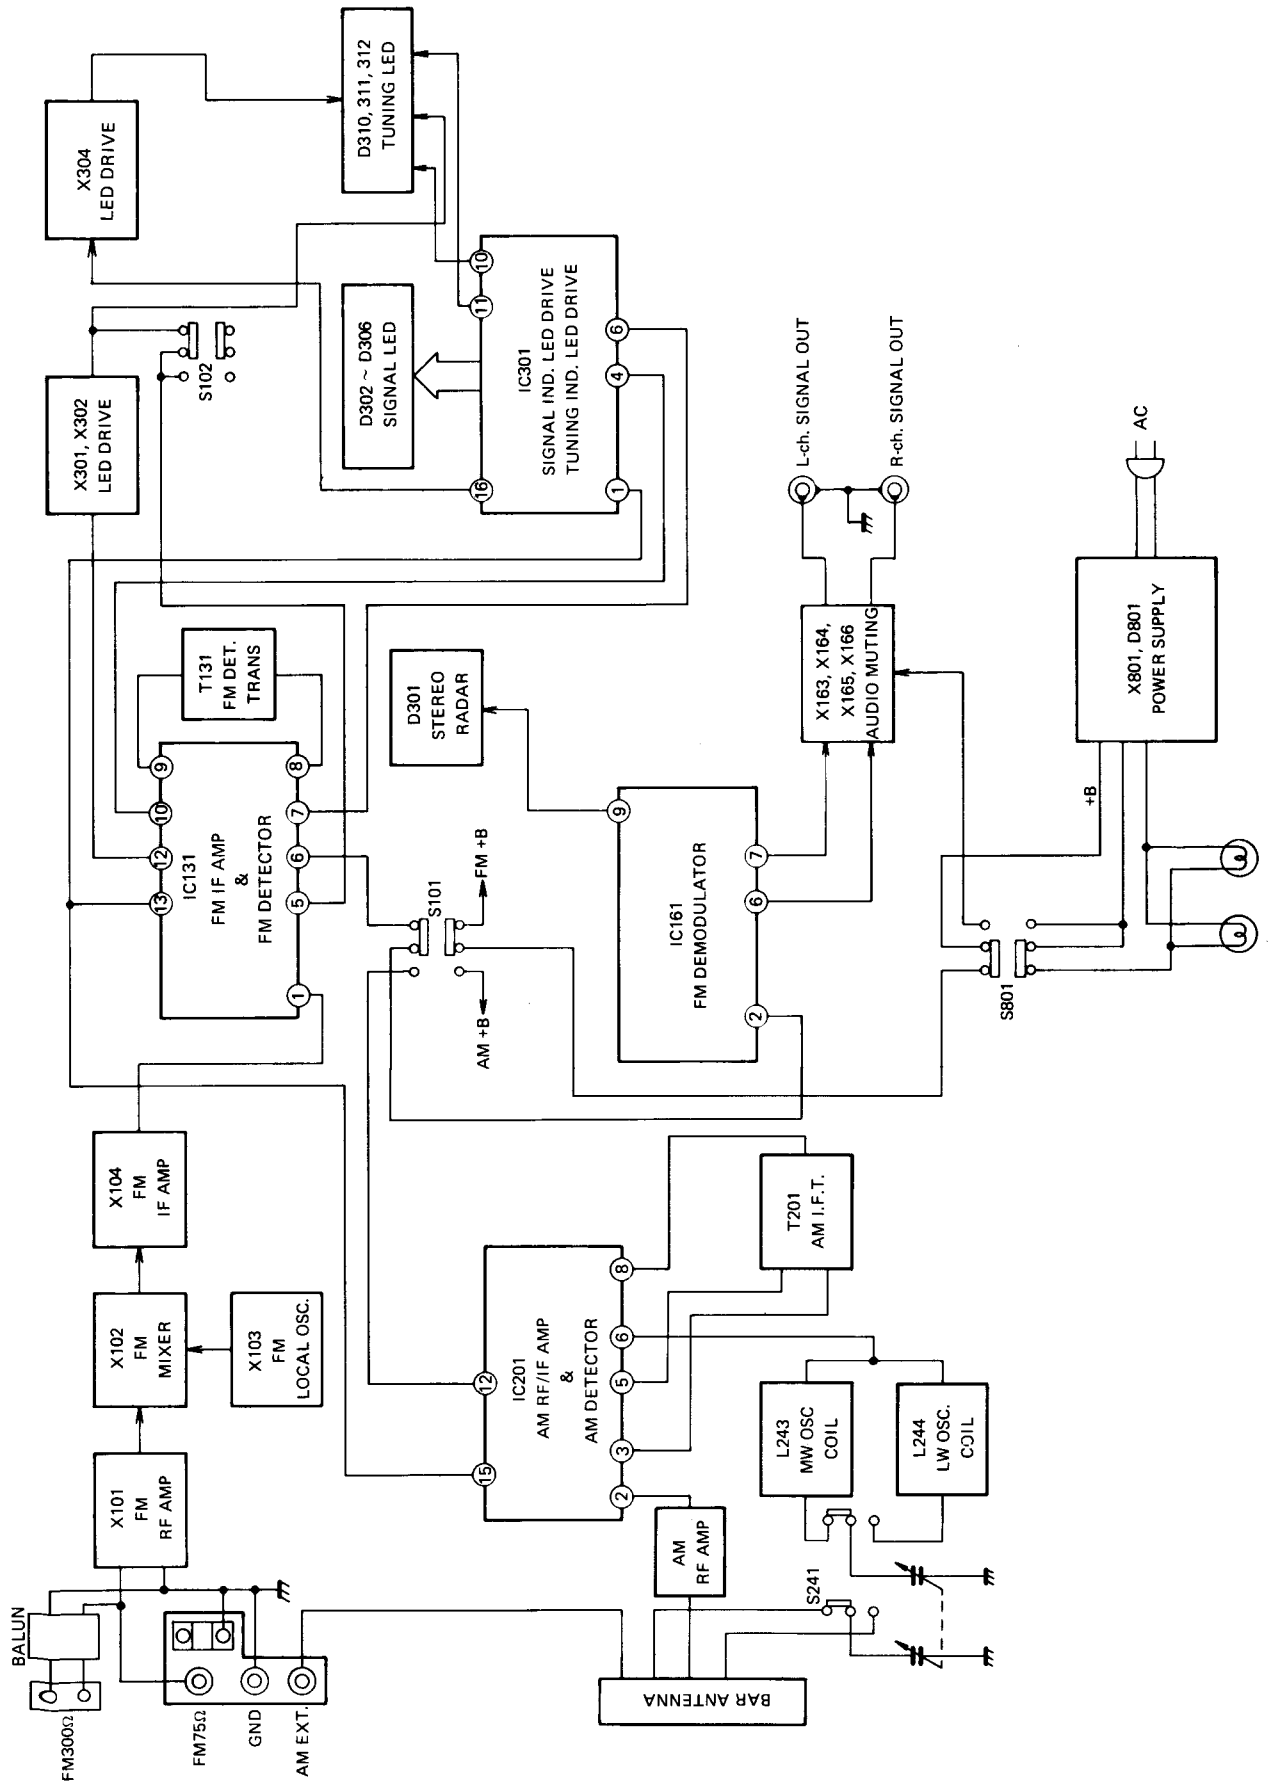 BALUN
FM300Ω
FM75Ω
GND
AM EXT.
X101
FM
RF AMP
X102
FM
MIXER
X103
FM
LOCAL OSC.
X104
FM
IF AMP
13
12
10
9
IC131
FM IF AMP
&
FM DETECTOR
1
5
6
7
8
T131
FM DET.
TRANS
X301, X302
LED DRIVE
S102
X304
LED DRIVE
D310, 311, 312
TUNING LED
D302 ~ D306
SIGNAL LED
16
11
10
IC301
SIGNAL IND. LED DRIVE
TUNING IND. LED DRIVE
1
4
6
D301
STEREO
RADAR
S101
AM +B
FM +B
9
IC161
FM DEMODULATOR
2
6
7
X163, X164,
X165, X166
AUDIO MUTING
L-ch. SIGNAL OUT
R-ch. SIGNAL OUT
15
12
IC201
AM RF/IF AMP
&
AM DETECTOR
2
3
5
6
8
T201
AM I.F.T.
AM
RF AMP
BAR ANTENNA
S241
L243
MW OSC
COIL
L244
LW OSC.
COIL
S801
+B
X801, D801
POWER SUPPLY
AC